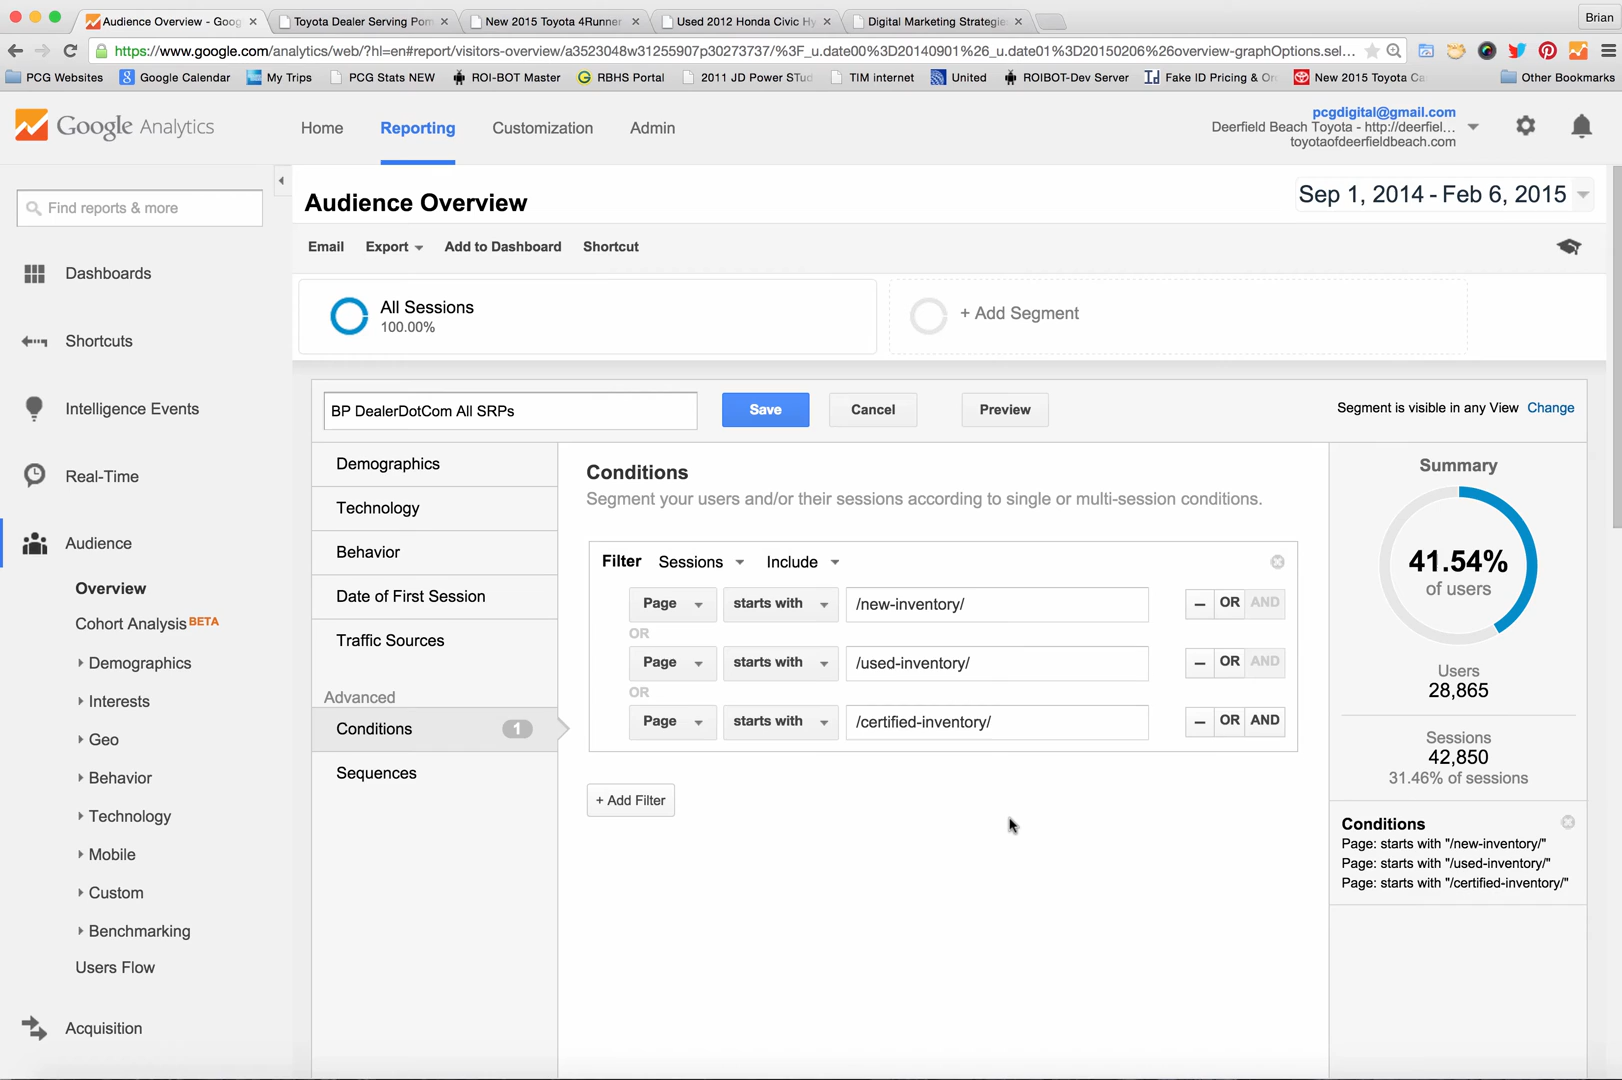 Audience Overview - Goog
Toyota Dealer Serving Pom
New 2015 Toyota 4Runner
Used 2012 Honda Civic Hy
Digital Marketing Strategie
Brian
https://www.google.com/analytics/web/?hl=en#report/visitors-overview/a3523048w31255907p30273737/%3F_u.date00%3D20140901%26_u.date01%3D20150206%26overview-graphOptions.sel...
PCG Websites
Google Calendar
My Trips
PCG Stats NEW
ROI-BOT Master
RBHS Portal
2011 JD Power STud
TIM internet
United
ROIBOT-Dev Server
Fake ID Pricing & Or
New 2015 Toyota Ca
Other Bookmarks
Google Analytics
Home
Reporting
Customization
Admin
pcgdigital@gmail.com
Deerfield Beach Toyota - http://deerfiel...
toyotaofdeerfieldbeach.com
Find reports & more
Dashboards
Shortcuts
Intelligence Events
Real-Time
Audience
Overview
Cohort Analysis BETA
Demographics
Interests
Geo
Behavior
Technology
Mobile
Custom
Benchmarking
Users Flow
Acquisition
Audience Overview
Sep 1, 2014 - Feb 6, 2015
Email
Export
Add to Dashboard
Shortcut
All Sessions
100.00%
+ Add Segment
BP DealerDotCom All SRPs
Save
Cancel
Preview
Segment is visible in any View Change
Demographics
Technology
Behavior
Date of First Session
Traffic Sources
Advanced
Conditions 1
Sequences
Conditions
Segment your users and/or their sessions according to single or multi-session conditions.
Filter Sessions Include
Page starts with /new-inventory/ – OR AND
OR
Page starts with /used-inventory/ – OR AND
OR
Page starts with /certified-inventory/ – OR AND
+ Add Filter
Summary
41.54%
of users
Users
28,865
Sessions
42,850
31.46% of sessions
Conditions
Page: starts with "/new-inventory/"
Page: starts with "/used-inventory/"
Page: starts with "/certified-inventory/"